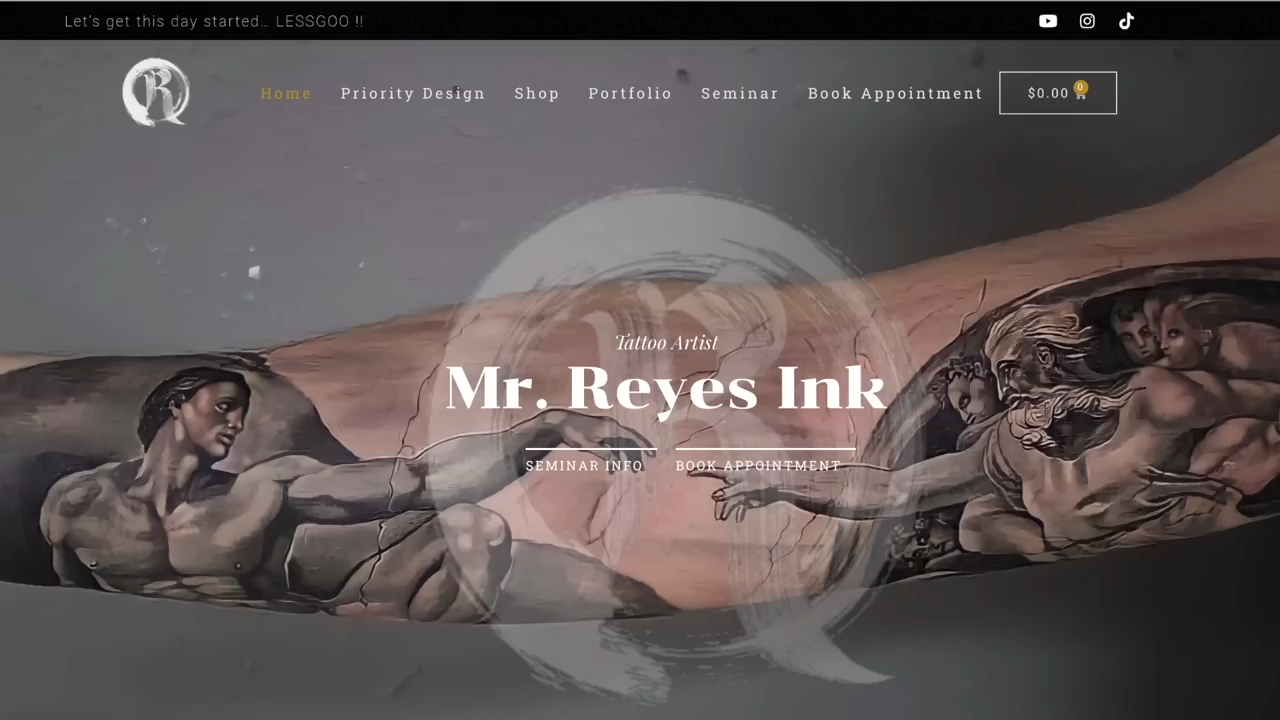 Let's get this day started… LESSGOO !!
R
Home Priority Design Shop Portfolio Seminar Book Appointment $0.00 0
Tattoo Artist
Mr. Reyes Ink
SEMINAR INFO BOOK APPOINTMENT